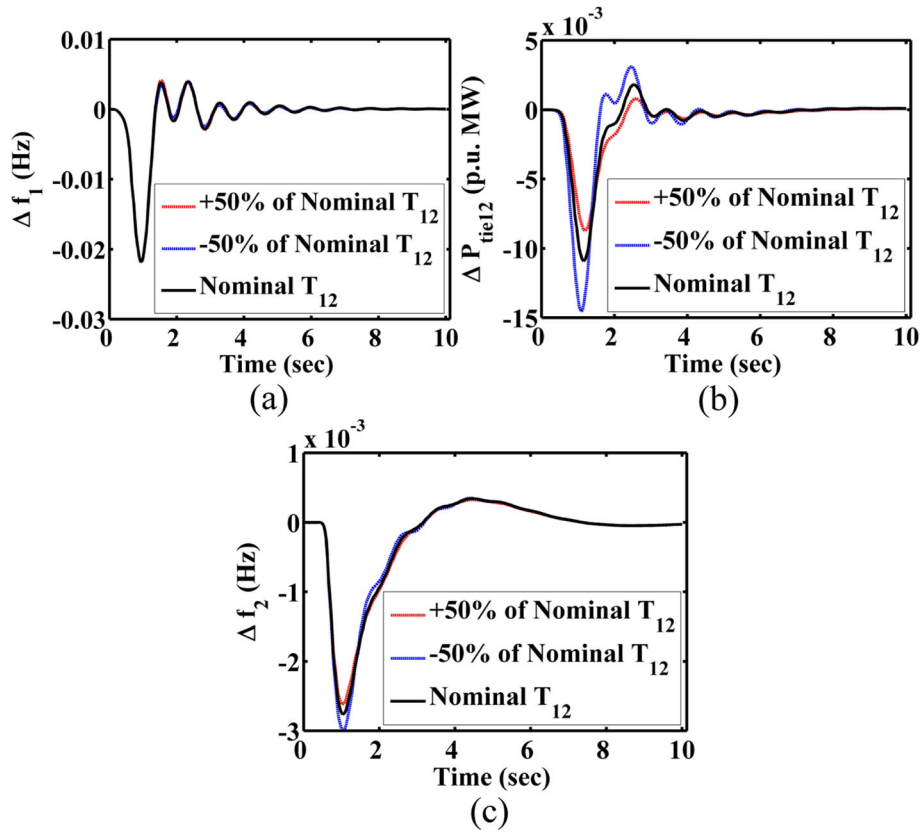 0.01
0
-0.01
-0.02
-0.03
Δ f₁ (Hz)
+50% of Nominal T₁₂
-50% of Nominal T₁₂
Nominal T₁₂
0 2 4 6 8 10
Time (sec)
(a)
x 10⁻³
5
0
-5
-10
-15
Δ Pₜᵢₑ₁₂ (p.u. MW)
+50% of Nominal T₁₂
-50% of Nominal T₁₂
Nominal T₁₂
0 2 4 6 8 10
Time (sec)
(b)
x 10⁻³
1
0
-1
-2
-3
Δ f₂ (Hz)
+50% of Nominal T₁₂
-50% of Nominal T₁₂
Nominal T₁₂
0 2 4 6 8 10
Time (sec)
(c)